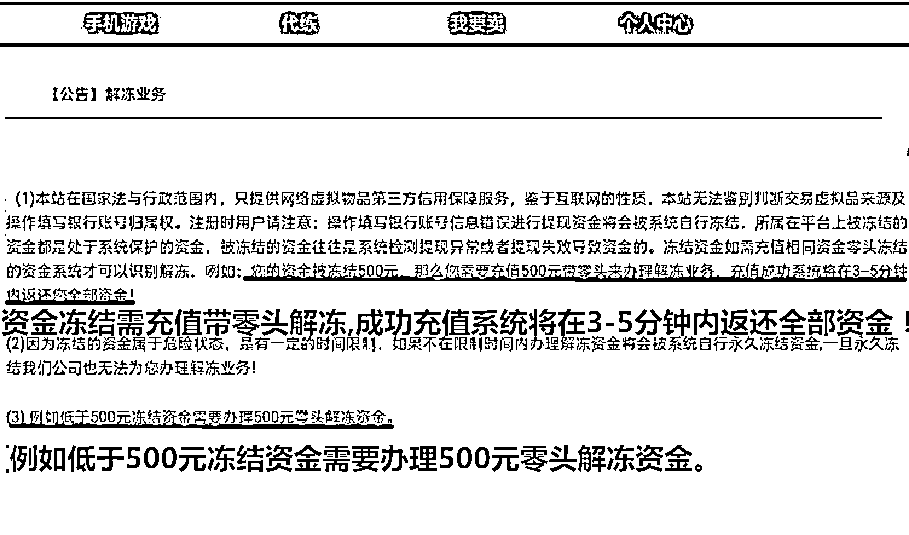 手机游戏 代练 我要卖 个人中心
【公告】解冻业务
(1)本站在国家法与行政范围内，只提供网络虚拟物品第三方信用保障服务，鉴于互联网的性质，本站无法鉴别判断交易虚拟品来源及
操作填写银行账号归属权。注册时用户请注意：操作填写银行账号信息错误进行提现资金将会被系统自行冻结，所属在平台上被冻结的
资金都是处于系统保护的资金，被冻结的资金往往是系统检测提现异常或者提现失败导致资金的。冻结资金如需充值相同资金零头冻结
的资金系统才可以识别解冻。例如：您的资金被冻结500元，那么您需要充值500元带零头来办理解冻业务，充值成功系统将在3-5分钟
内返还您全部资金！
资金冻结需充值带零头解冻,成功充值系统将在3-5分钟内返还全部资金！
(2)因为冻结的资金属于危险状态，是有一定的时间限制，如果不在限制时间内办理解冻资金将会被系统自行永久冻结资金,一旦永久冻
结我们公司也无法为您办理解冻业务!
(3)例如低于500元冻结资金需要办理500元零头解冻资金。
例如低于500元冻结资金需要办理500元零头解冻资金。